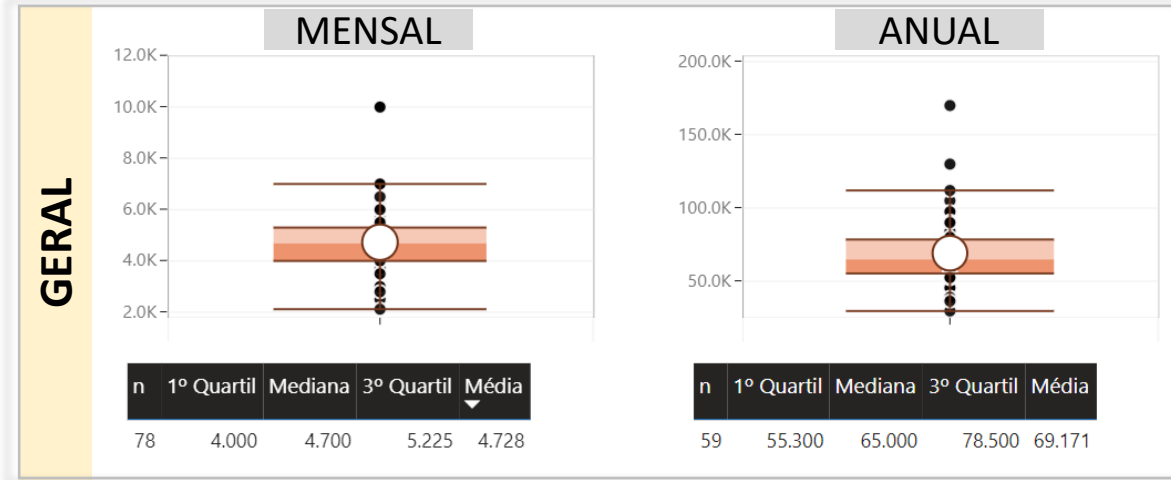 GERAL
MENSAL
12.0K
10.0K
8.0K
6.0K
4.0K
2.0K
n 1º Quartil Mediana 3º Quartil Média
78 4.000 4.700 5.225 4.728
ANUAL
200.0K
150.0K
100.0K
50.0K
n 1º Quartil Mediana 3º Quartil Média
59 55.300 65.000 78.500 69.171